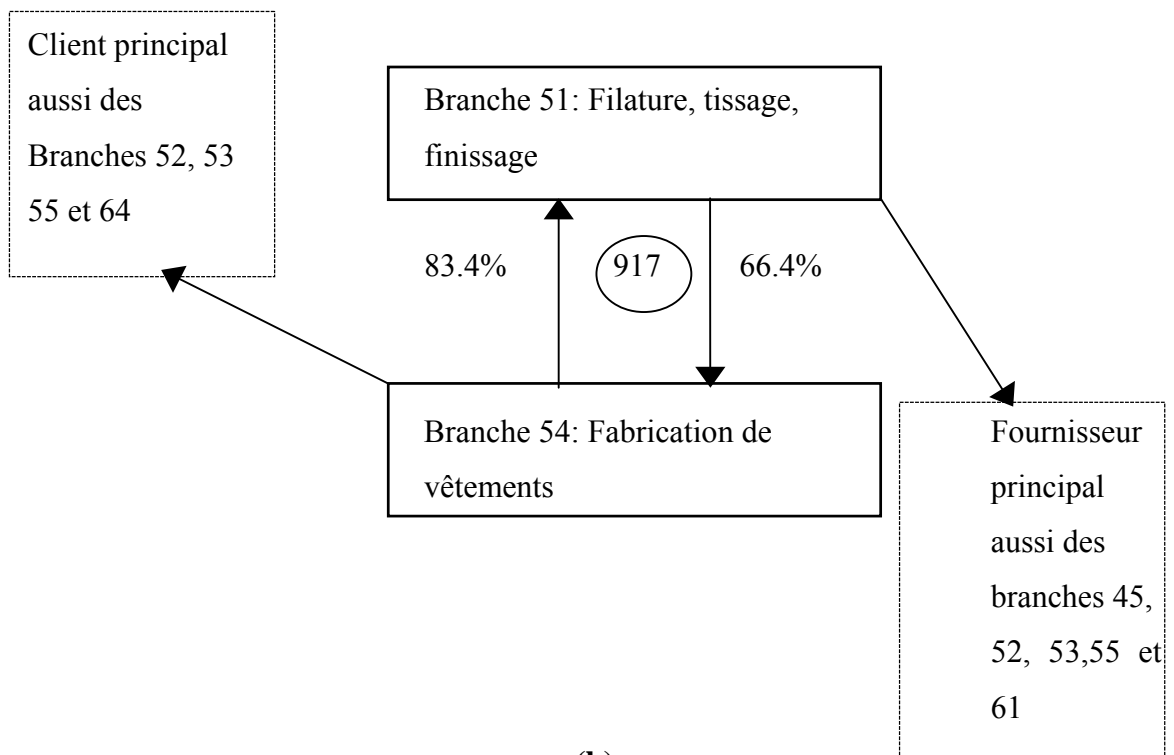 Client principal
aussi des
Branches 52, 53
55 et 64
Branche 51: Filature, tissage,
finissage
83.4%
917
66.4%
Branche 54: Fabrication de
vêtements
Fournisseur
principal
aussi des
branches 45,
52, 53,55 et
61